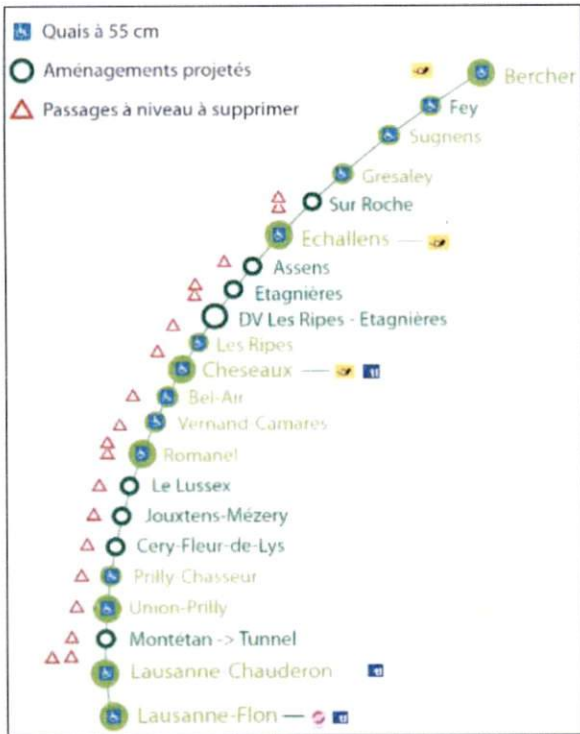 Quais à 55 cm
Aménagements projetés
Passages à niveau à supprimer
Bercher
Fey
Sugnens
Gresaley
Sur Roche
Echallens
Assens
Etagnières
DV Les Ripes - Etagnières
Les Ripes
Cheseaux
Bel-Air
Vernand-Camares
Romanel
Le Lussex
Jouxtens-Mézery
Cery-Fleur-de-Lys
Prilly-Chasseur
Union-Prilly
Montétan -> Tunnel
Lausanne-Chauderon
Lausanne-Flon